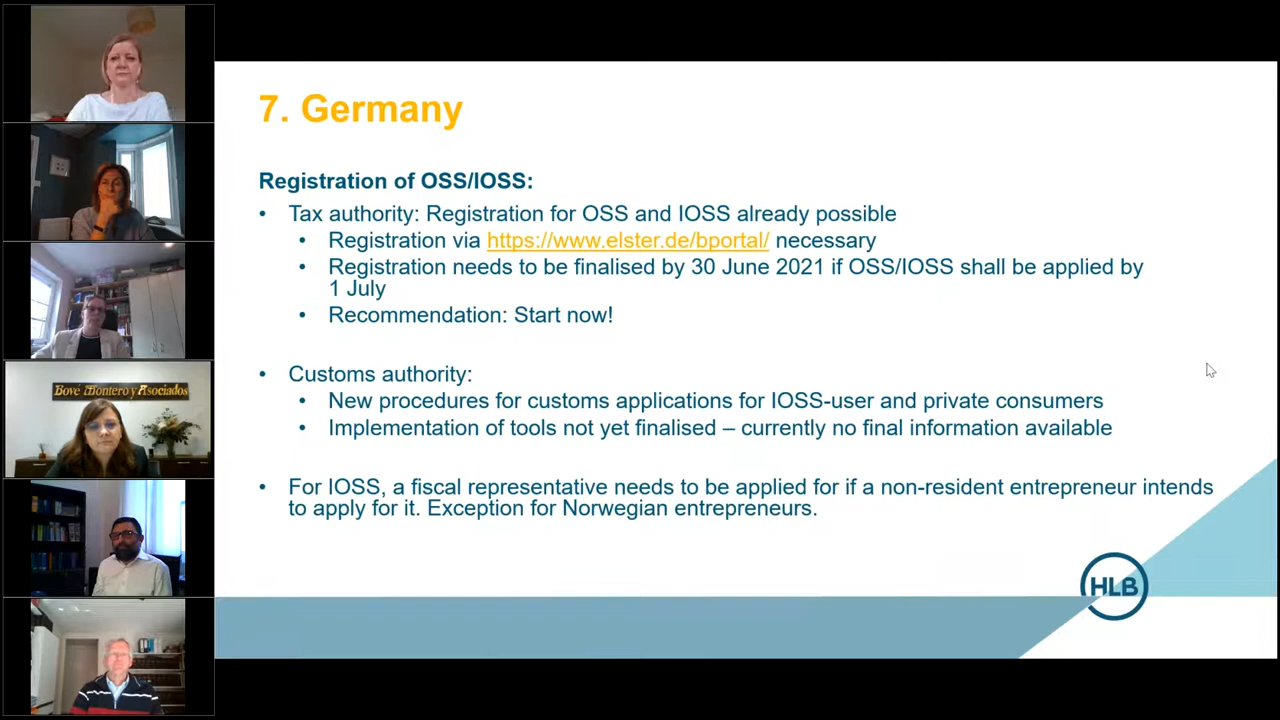 7. Germany
Registration of OSS/IOSS:
• Tax authority: Registration for OSS and IOSS already possible
• Registration via https://www.elster.de/bportal/ necessary
• Registration needs to be finalised by 30 June 2021 if OSS/IOSS shall be applied by
1 July
• Recommendation: Start now!
• Customs authority:
• New procedures for customs applications for IOSS-user and private consumers
• Implementation of tools not yet finalised – currently no final information available
• For IOSS, a fiscal representative needs to be applied for if a non-resident entrepreneur intends
to apply for it. Exception for Norwegian entrepreneurs.
HLB
Bové Montero y Asociados